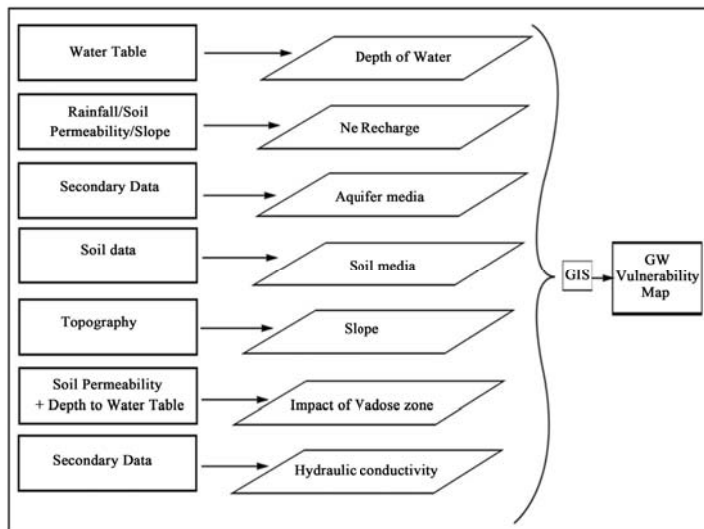 Water Table
Depth of Water
Rainfall/Soil
Permeability/Slope
Ne Recharge
Secondary Data
Aquifer media
Soil data
Soil media
Topography
Slope
Soil Permeability
+ Depth to Water Table
Impact of Vadose zone
Secondary Data
Hydraulic conductivity
GIS
GW
Vulnerability
Map